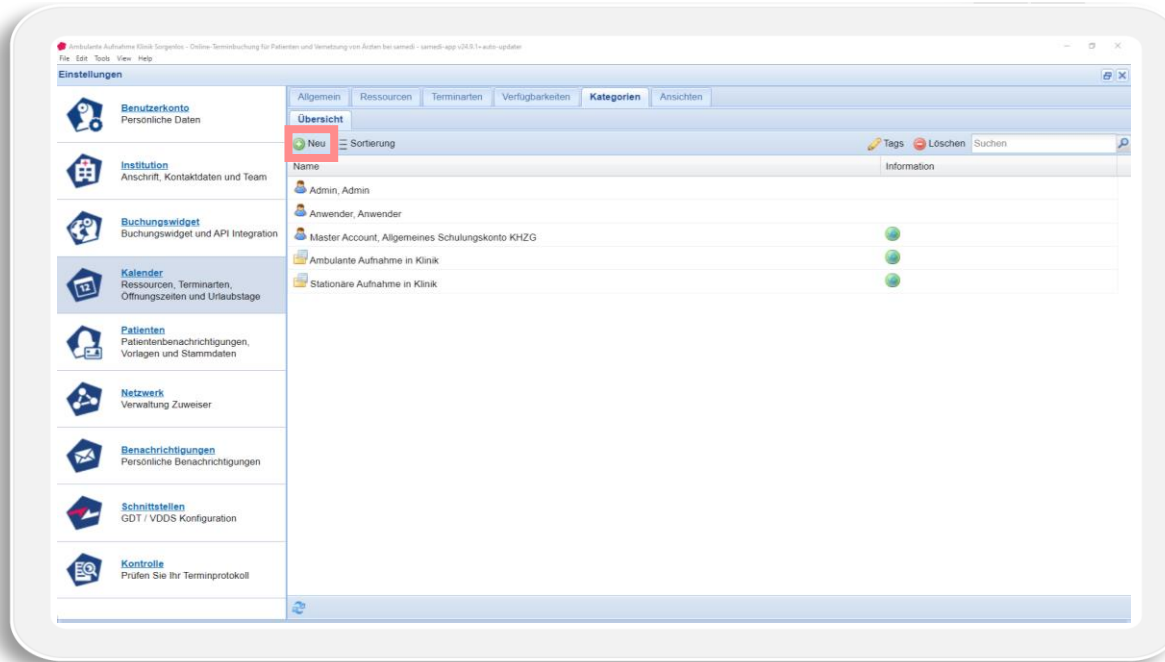 Ambulante Aufnahme Klinik Sorgenlos - Online-Terminbuchung für Patienten und Vernetzung von Ärzten bei samedi - samedi-app v24.9.1+auto-updater
File Edit Tools View Help
Einstellungen
Benutzerkonto
Persönliche Daten
Institution
Anschrift, Kontaktdaten und Team
Buchungswidget
Buchungswidget und API Integration
Kalender
Ressourcen, Terminarten,
Öffnungszeiten und Urlaubstage
Patienten
Patientenbenachrichtigungen,
Vorlagen und Stammdaten
Netzwerk
Verwaltung Zuweiser
Benachrichtigungen
Persönliche Benachrichtigungen
Schnittstellen
GDT / VDDS Konfiguration
Kontrolle
Prüfen Sie Ihr Terminprotokoll
Allgemein Ressourcen Terminarten Verfügbarkeiten Kategorien Ansichten
Übersicht
Neu Sortierung Tags Löschen Suchen
Name Information
Admin, Admin
Anwender, Anwender
Master Account, Allgemeines Schulungskonto KHZG
Ambulante Aufnahme in Klinik
Stationäre Aufnahme in Klinik